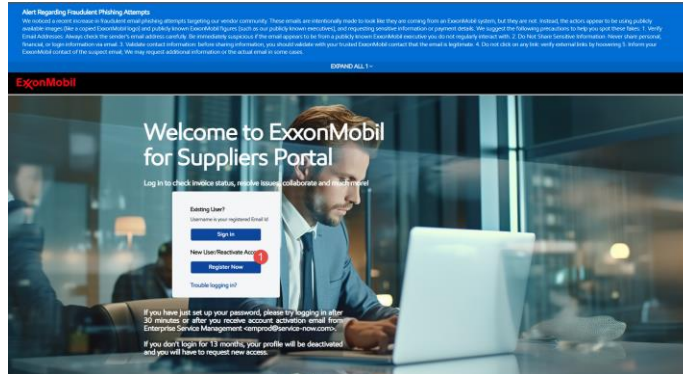 Alert Regarding Fraudulent Phishing Attempts
We noticed a recent increase in fraudulent email phishing attempts targeting our vendor community. These emails are intentionally made to look like they are coming from an ExxonMobil system, but they are not. Instead, the actors appear to be using publicly
available images (like a copied ExxonMobil logo) and publicly known ExxonMobil figures (such as our publicly known executives), and requesting sensitive information or payment details. We suggest the following precautions to help you spot these fakes: 1. Verify
Email Addresses: Always check the sender's email address carefully. Be immediately suspicious if the email appears to be from a publicly known ExxonMobil executive you do not regularly interact with. 2. Do Not Share Sensitive Information: Never share personal,
financial, or login information via email. 3. Validate contact information: before sharing information, you should validate with your trusted ExxonMobil contact that the email is legitimate. 4. Do not click on any link: verify external links by hovering. 5. Inform your
ExxonMobil contact of the suspect email; We may request additional information or the actual email in some cases.
EXPAND ALL 1
ExxonMobil
Welcome to ExxonMobil
for Suppliers Portal
Log in to check invoice status, resolve issues, collaborate and much more!
Existing User?
Username is your registered Email Id
Sign in
New User/Reactivate Acco
1
Register Now
Trouble logging in?
If you have just set up your password, please try logging in after
30 minutes or after you receive account activation email from
Enterprise Service Management <emprod@service-now.com>.
If you don't login for 13 months, your profile will be deactivated
and you will have to request new access.